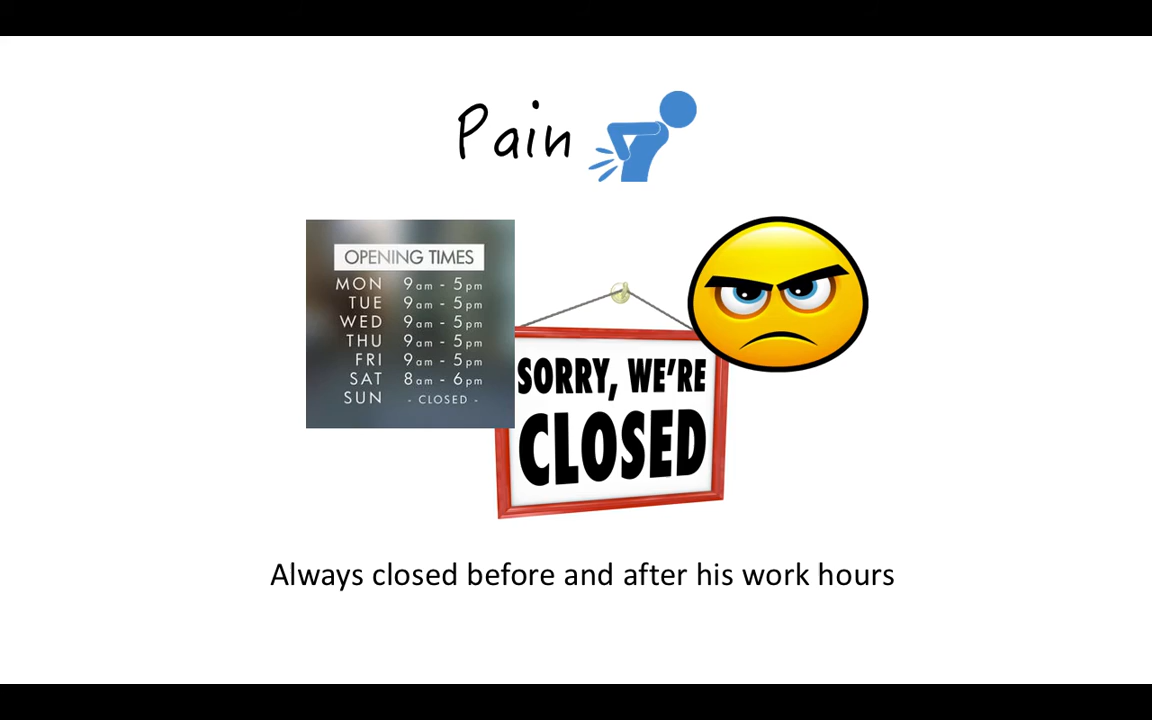 Pain
OPENING TIMES
MON 9am - 5pm
TUE 9am - 5pm
WED 9am - 5pm
THU 9am - 5pm
FRI 9am - 5pm
SAT 8am - 6pm
SUN - CLOSED -
SORRY, WE'RE
CLOSED
Always closed before and after his work hours